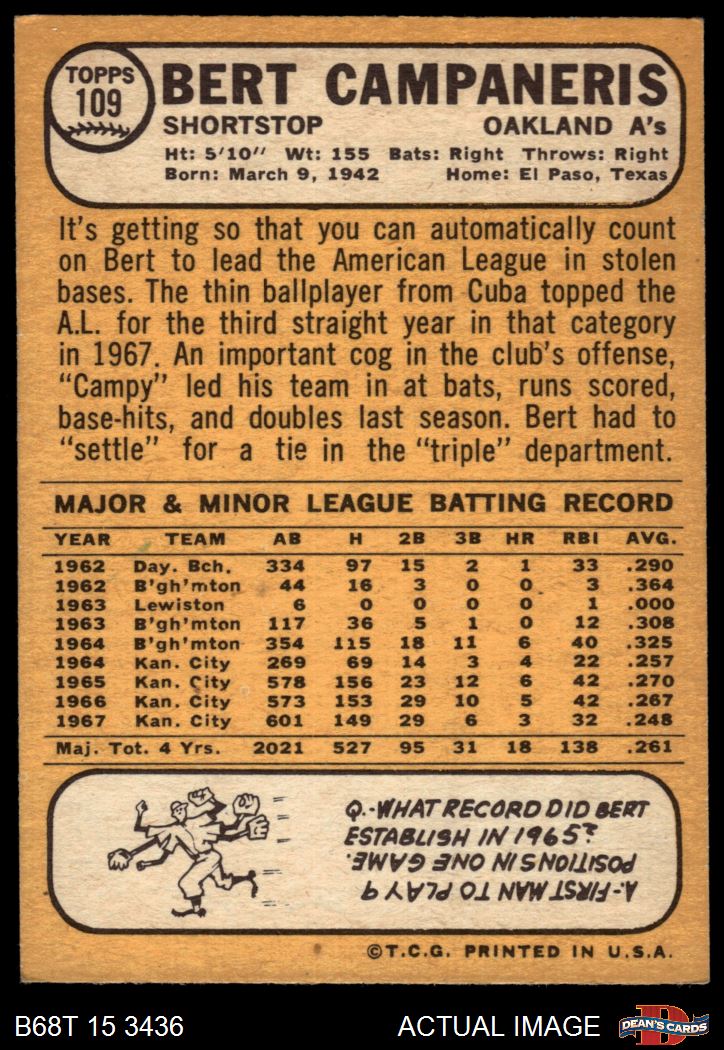 TOPPS
109
BERT CAMPANERIS
SHORTSTOP OAKLAND A's
Ht: 5'10" Wt: 155 Bats: Right Throws: Right
Born: March 9, 1942 Home: El Paso, Texas
It's getting so that you can automatically count
on Bert to lead the American League in stolen
bases. The thin ballplayer from Cuba topped the
A.L. for the third straight year in that category
in 1967. An important cog in the club's offense,
"Campy" led his team in at bats, runs scored,
base-hits, and doubles last season. Bert had to
"settle" for a tie in the "triple" department.
MAJOR & MINOR LEAGUE BATTING RECORD
YEAR TEAM AB H 2B 3B HR RBI AVG.
1962 Day. Bch. 334 97 15 2 1 33 .290
1962 B'gh'mton 44 16 3 0 0 3 .364
1963 Lewiston 6 0 0 0 0 1 .000
1963 B'gh'mton 117 36 5 1 0 12 .308
1964 B'gh'mton 354 115 18 11 6 40 .325
1964 Kan. City 269 69 14 3 4 22 .257
1965 Kan. City 578 156 23 12 6 42 .270
1966 Kan. City 573 153 29 10 5 42 .267
1967 Kan. City 601 149 29 6 3 32 .248
Maj. Tot. 4 Yrs. 2021 527 95 31 18 138 .261
Q.-WHAT RECORD DID BERT
ESTABLISH IN 1965?
A-FIRST MAN TO PLAY 9
POSITIONS IN ONE GAME.
©T.C.G. PRINTED IN U.S.A.
B68T 15 3436 ACTUAL IMAGE DEAN'S CARDS